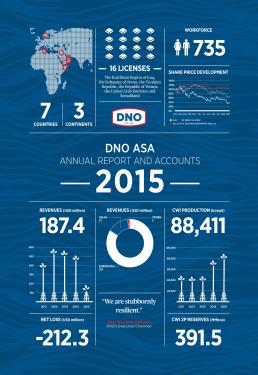 WORKFORCE
735
16 LICENSES
The Kurdistan Region of Iraq,
the Sultanate of Oman, the Tunisian
Republic, the Republic of Yemen,
the United Arab Emirates and
Somaliland
SHARE PRICE DEVELOPMENT
7
COUNTRIES
3
CONTINENTS
DNO
DNO ASA
ANNUAL REPORT AND ACCOUNTS
2015
REVENUES (USD million)
187.4
REVENUES (USD million)
CWI PRODUCTION (boepd)
88,411
"We are stubbornly
resilient."
DNO's Executive Chairman
NET LOSS (USD million)
-212.3
CWI 2P RESERVES (MMboe)
391.5